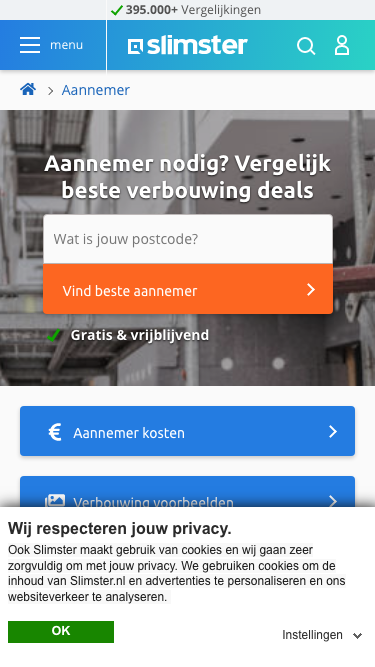 395.000+ Vergelijkingen
menu
slimster
Aannemer
Aannemer nodig? Vergelijk
beste verbouwing deals
Wat is jouw postcode?
Vind beste aannemer
Gratis & vrijblijvend
€ Aannemer kosten
Verbouwing voorbeelden
Wij respecteren jouw privacy.
Ook Slimster maakt gebruik van cookies en wij gaan zeer
zorgvuldig om met jouw privacy. We gebruiken cookies om de
inhoud van Slimster.nl en advertenties te personaliseren en ons
websiteverkeer te analyseren.
OK
Instellingen